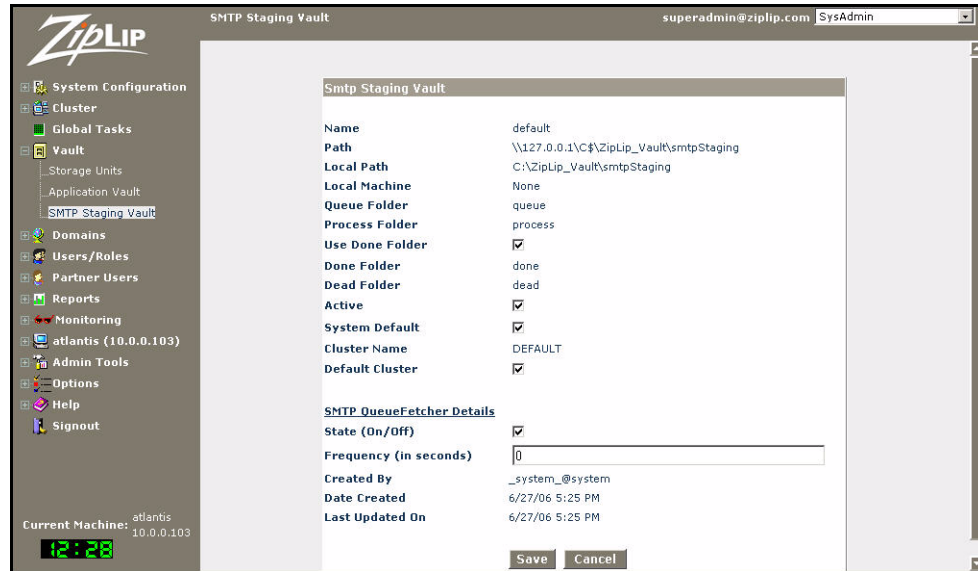 SMTP Staging Vault
superadmin@ziplip.com SysAdmin
ZIPLIP
System Configuration
Cluster
Global Tasks
Vault
Storage Units
Application Vault
SMTP Staging Vault
Domains
Users/Roles
Partner Users
Reports
Monitoring
atlantis (10.0.0.103)
Admin Tools
Options
Help
Signout
Current Machine: atlantis
10.0.0.103
12:28
Smtp Staging Vault
Name default
Path \\127.0.0.1\C$\ZipLip_Vault\smtpStaging
Local Path C:\ZipLip_Vault\smtpStaging
Local Machine None
Queue Folder queue
Process Folder process
Use Done Folder
Done Folder done
Dead Folder dead
Active
System Default
Cluster Name DEFAULT
Default Cluster
SMTP QueueFetcher Details
State (On/Off)
Frequency (in seconds) 0
Created By _system_@system
Date Created 6/27/06 5:25 PM
Last Updated On 6/27/06 5:25 PM
Save Cancel